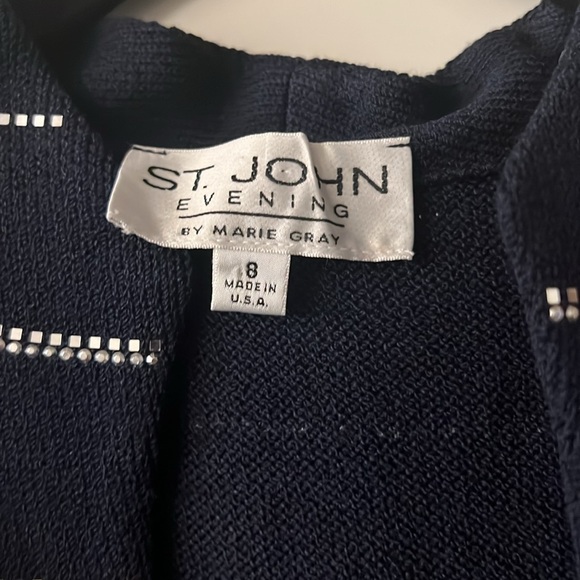 ST. JOHN
EVENING
BY MARIE GRAY
8
MADE IN
U.S.A.